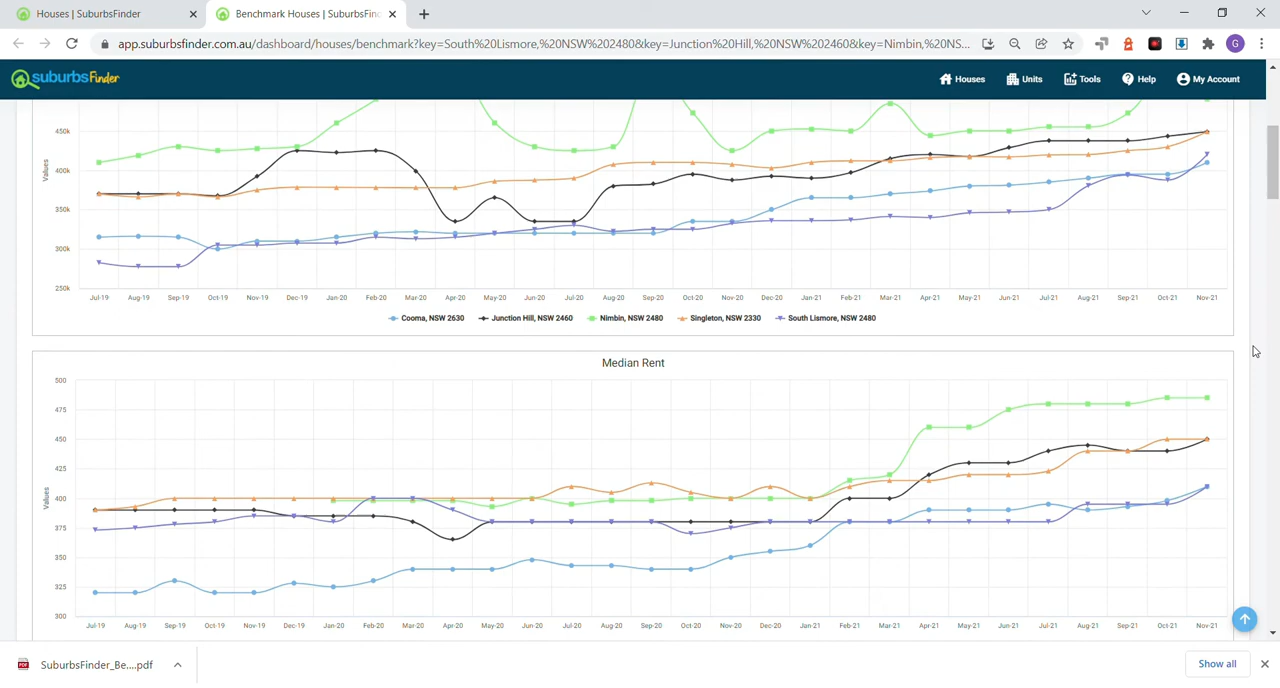 Houses | SuburbsFinder
Benchmark Houses | SuburbsFin
app.suburbsfinder.com.au/dashboard/houses/benchmark?key=South%20Lismore,%20NSW%202480&key=Junction%20Hill,%20NSW%202460&key=Nimbin,%20NS...
G
suburbsFinder
Houses
Units
Tools
Help
My Account
450k
400k
350k
300k
250k
Values
Jul-19 Aug-19 Sep-19 Oct-19 Nov-19 Dec-19 Jan-20 Feb-20 Mar-20 Apr-20 May-20 Jun-20 Jul-20 Aug-20 Sep-20 Oct-20 Nov-20 Dec-20 Jan-21 Feb-21 Mar-21 Apr-21 May-21 Jun-21 Jul-21 Aug-21 Sep-21 Oct-21 Nov-21
Cooma, NSW 2630 Junction Hill, NSW 2460 Nimbin, NSW 2480 Singleton, NSW 2330 South Lismore, NSW 2480
Median Rent
500
475
450
425
400
375
350
325
300
Values
Jul-19 Aug-19 Sep-19 Oct-19 Nov-19 Dec-19 Jan-20 Feb-20 Mar-20 Apr-20 May-20 Jun-20 Jul-20 Aug-20 Sep-20 Oct-20 Nov-20 Dec-20 Jan-21 Feb-21 Mar-21 Apr-21 May-21 Jun-21 Jul-21 Aug-21 Sep-21 Oct-21 Nov-21
PDF
SuburbsFinder_Be....pdf
Show all